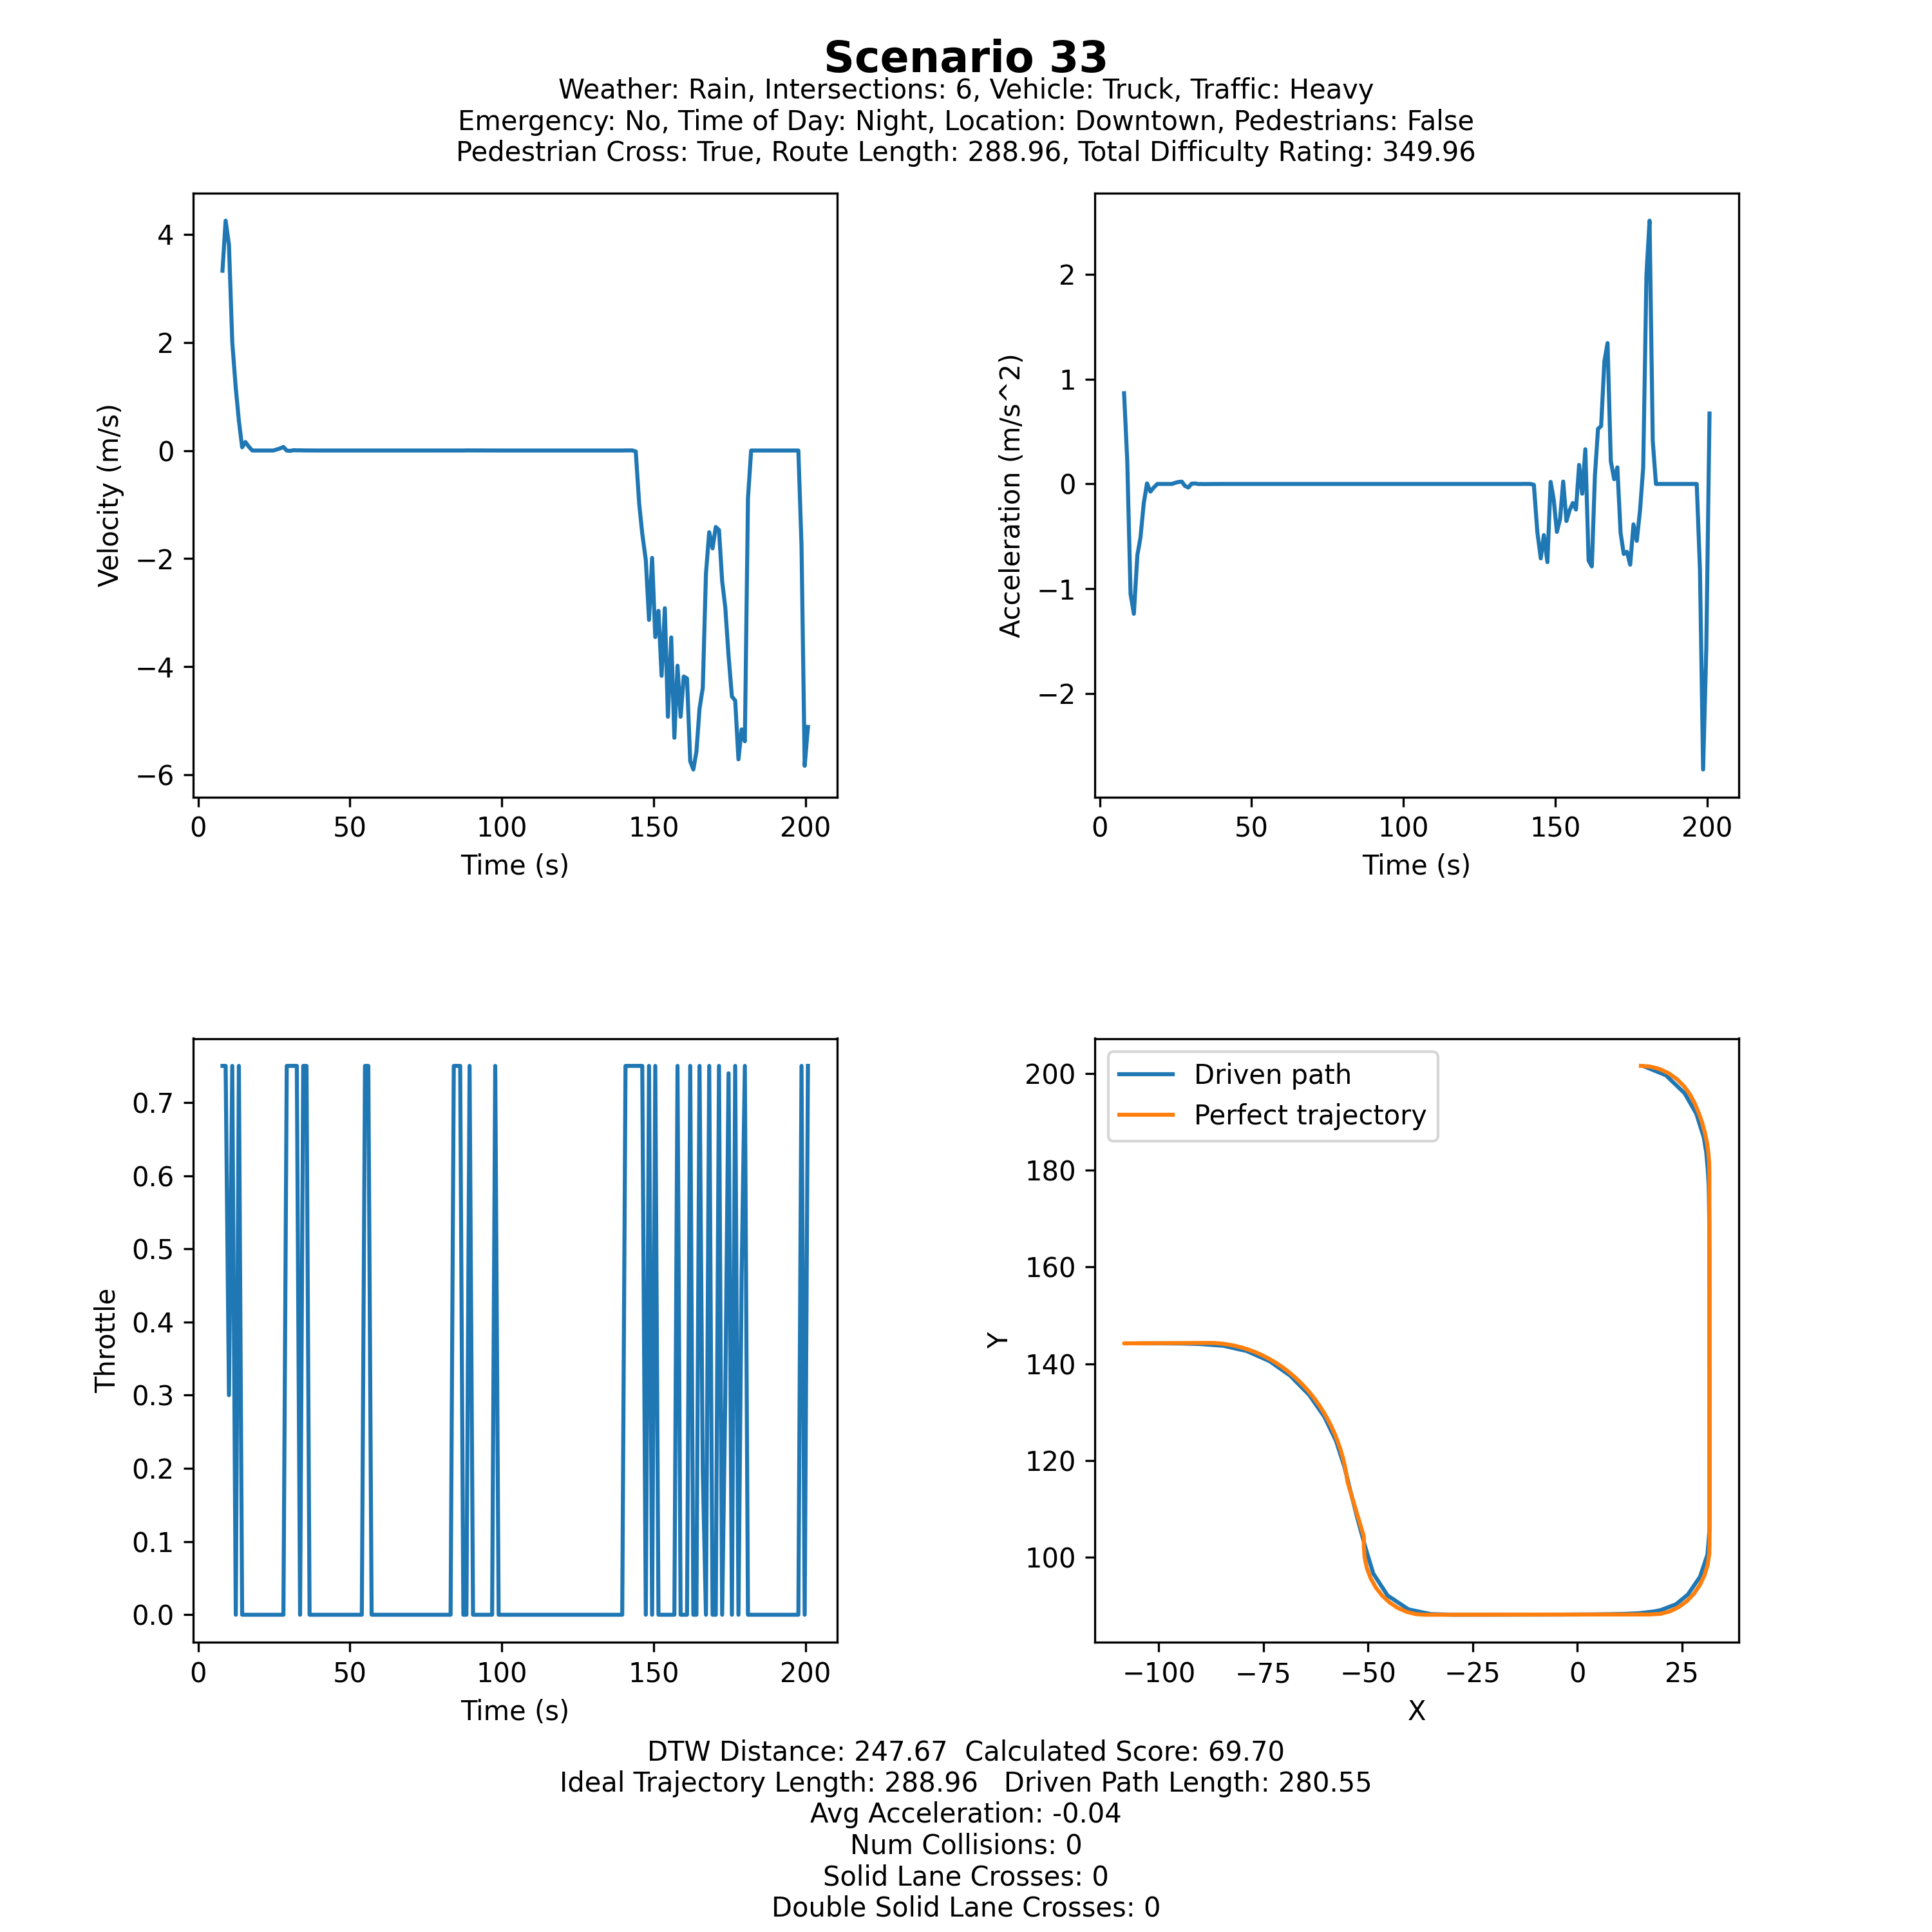 Scenario 33
Weather: Rain, Intersections: 6, Vehicle: Truck, Traffic: Heavy
Emergency: No, Time of Day: Night, Location: Downtown, Pedestrians: False
Pedestrian Cross: True, Route Length: 288.96, Total Difficulty Rating: 349.96
4
2
0
−2
−4
−6
Velocity (m/s)
0 50 100 150 200
Time (s)
2
1
0
−1
−2
Acceleration (m/s^2)
0 50 100 150 200
Time (s)
0.7
0.6
0.5
0.4
0.3
0.2
0.1
0.0
Throttle
0 50 100 150 200
Time (s)
Driven path
Perfect trajectory
200
180
160
140
120
100
Y
−100 −75 −50 −25 0 25
X
DTW Distance: 247.67 Calculated Score: 69.70
Ideal Trajectory Length: 288.96 Driven Path Length: 280.55
Avg Acceleration: -0.04
Num Collisions: 0
Solid Lane Crosses: 0
Double Solid Lane Crosses: 0